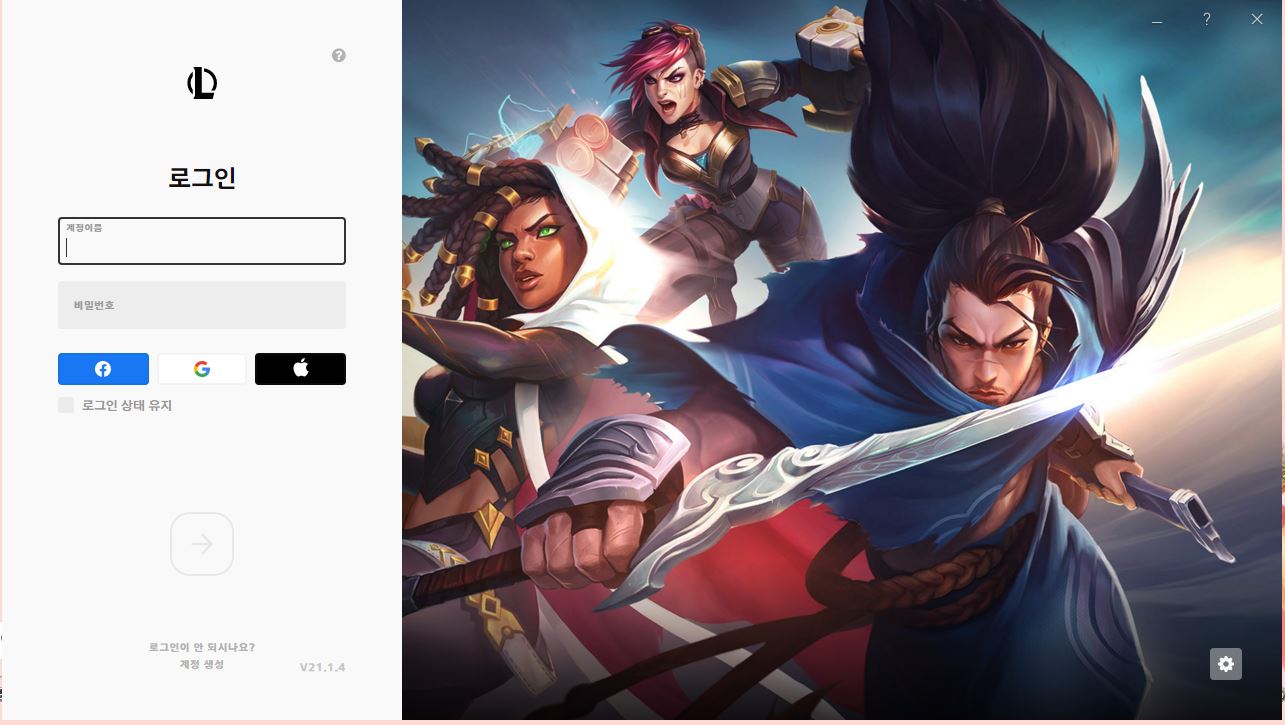 로그인
계정이름
비밀번호
로그인 상태 유지
로그인이 안 되시나요?
계정 생성
V21.1.4